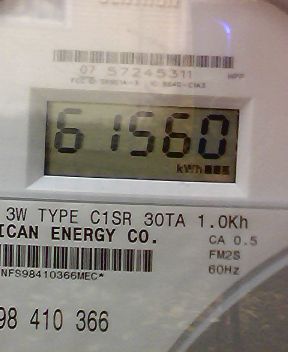 07 57245311
61560
kWh
3W TYPE C1SR 30TA 1.0Kh
ICAN ENERGY CO.
CA 0.5
FM2S
60Hz
NFS98410366MEC*
98 410 366